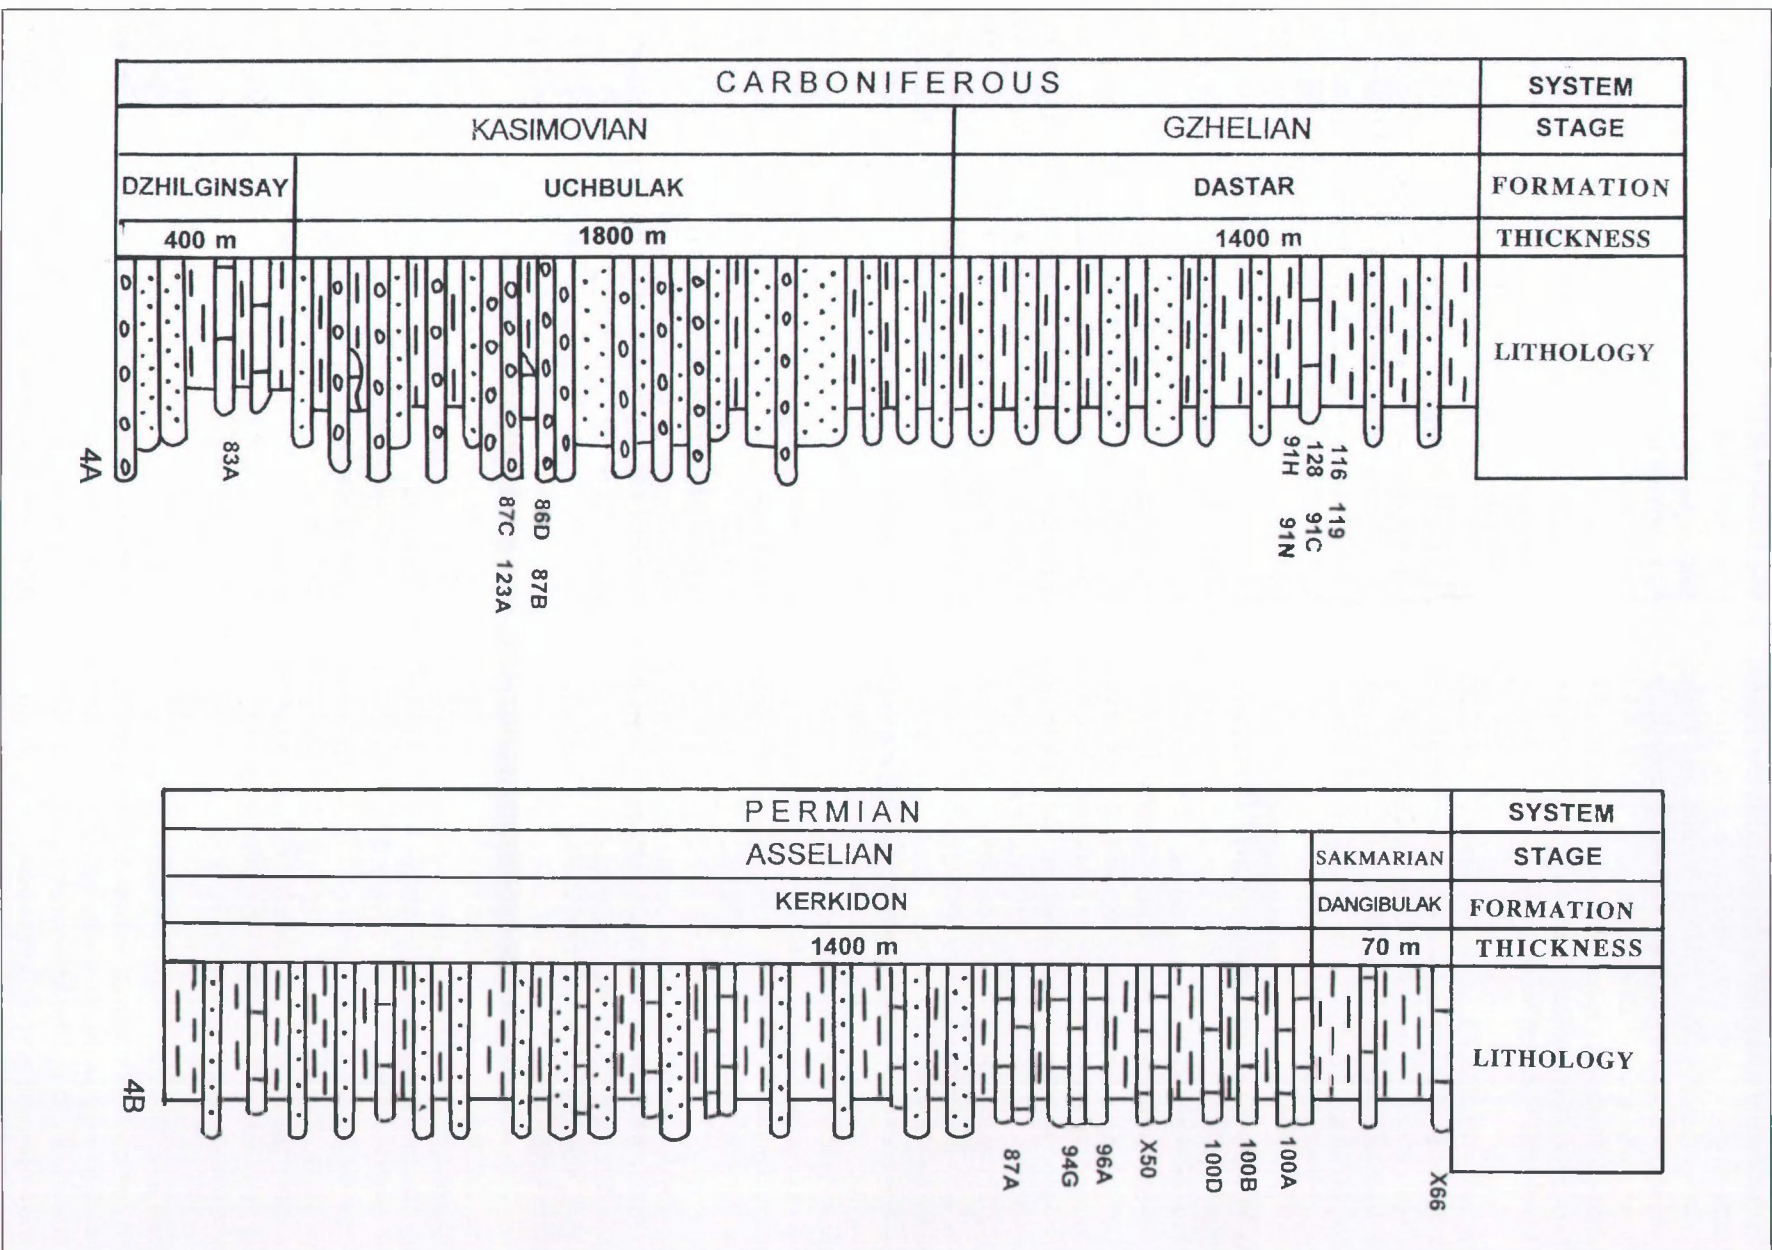 CARBONIFEROUS SYSTEM
KASIMOVIAN GZHELIAN STAGE
DZHILGINSAY UCHBULAK DASTAR FORMATION
400 m 1800 m 1400 m THICKNESS
LITHOLOGY
4A
83A
87C 123A
86D 87B
91H 91N
128 91C
116 119
PERMIAN SYSTEM
ASSELIAN SAKMARIAN STAGE
KERKIDON DANGIBULAK FORMATION
1400 m 70 m THICKNESS
LITHOLOGY
4B
87A
94G
96A
X50
100D
100B
100A
X66